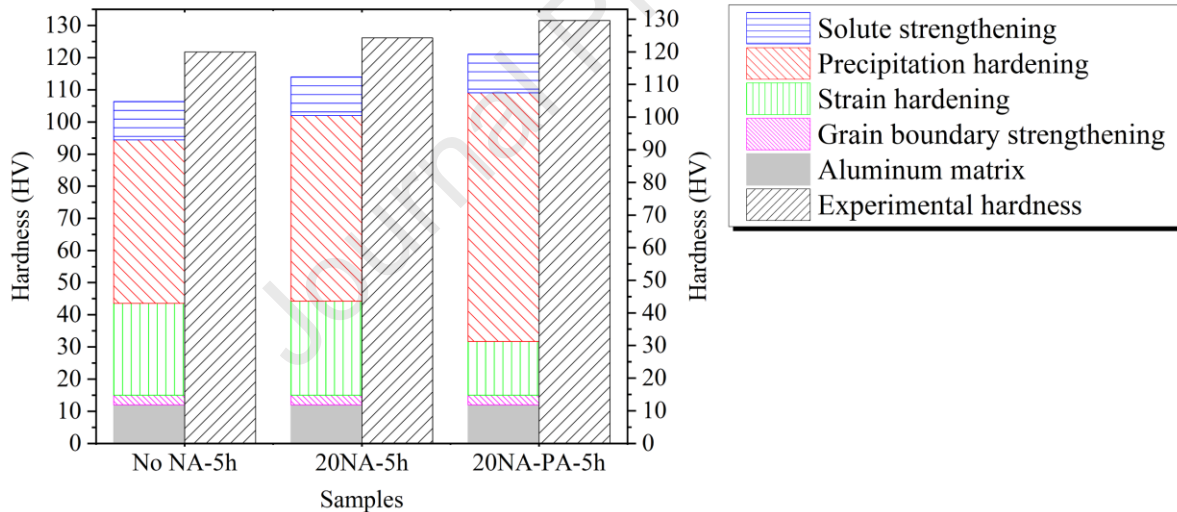 130
120
110
100
90
80
70
60
50
40
30
20
10
0
Hardness (HV)
130
120
110
100
90
80
70
60
50
40
30
20
10
0
Hardness (HV)
No NA-5h 20NA-5h 20NA-PA-5h
Samples
Solute strengthening
Precipitation hardening
Strain hardening
Grain boundary strengthening
Aluminum matrix
Experimental hardness
Journal P